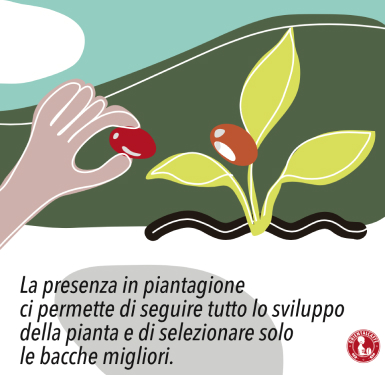 La presenza in piantagione
ci permette di seguire tutto lo sviluppo
della pianta e di selezionare solo
le bacche migliori.